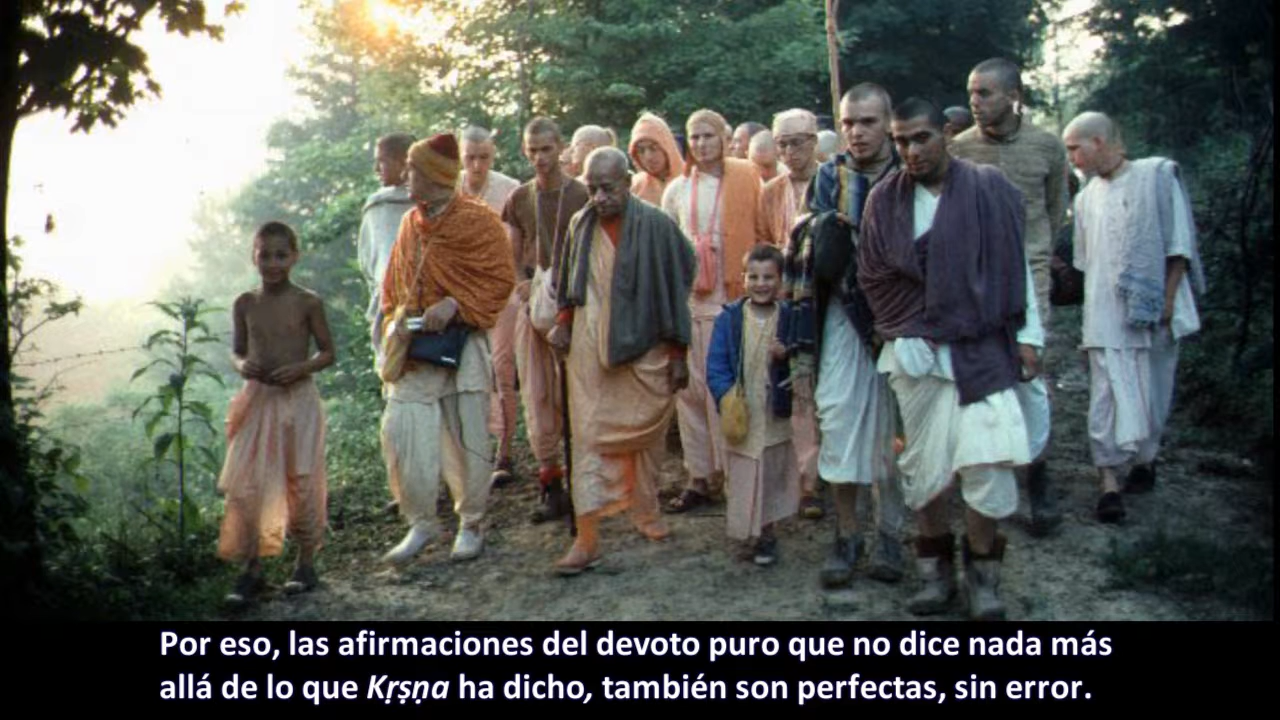 Por eso, las afirmaciones del devoto puro que no dice nada más
allá de lo que Kṛṣṇa ha dicho, también son perfectas, sin error.